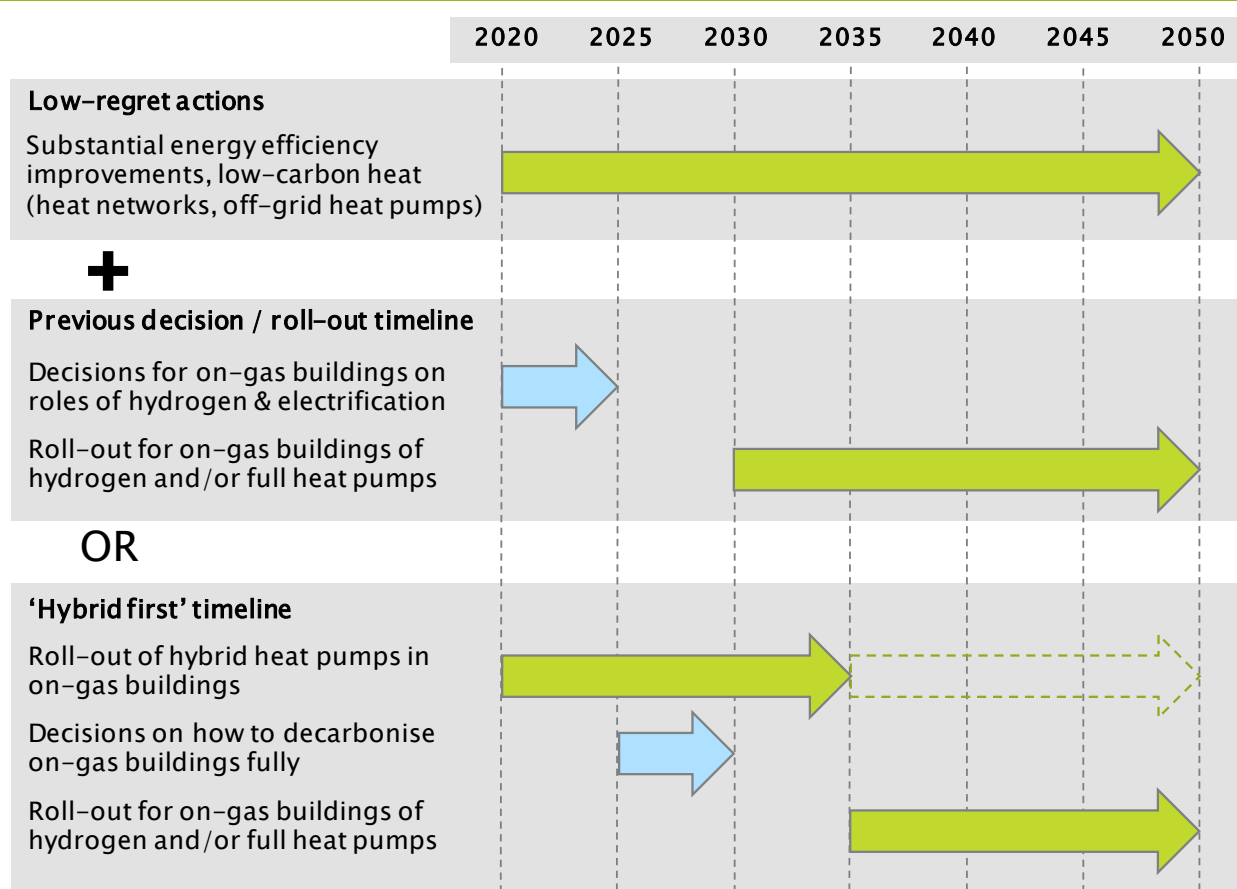 2020 2025 2030 2035 2040 2045 2050
Low-regret actions
Substantial energy efficiency
improvements, low-carbon heat
(heat networks, off-grid heat pumps)
+
Previous decision / roll-out timeline
Decisions for on-gas buildings on
roles of hydrogen & electrification
Roll-out for on-gas buildings of
hydrogen and/or full heat pumps
OR
‘Hybrid first’ timeline
Roll-out of hybrid heat pumps in
on-gas buildings
Decisions on how to decarbonise
on-gas buildings fully
Roll-out for on-gas buildings of
hydrogen and/or full heat pumps